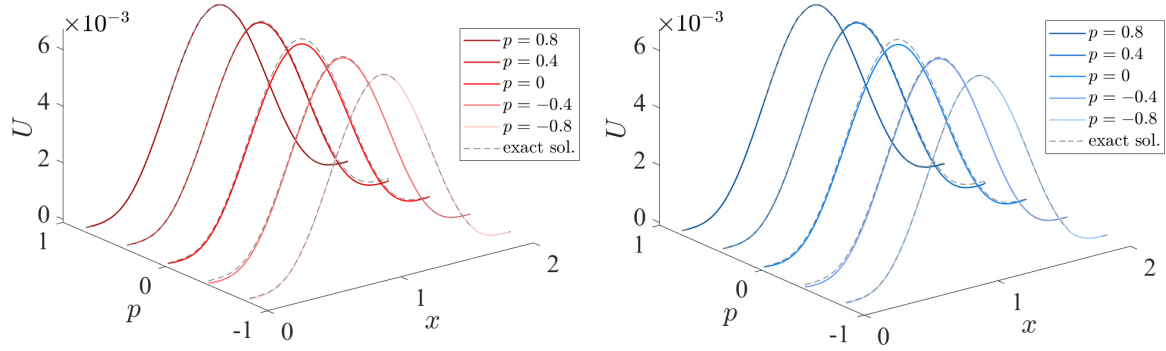 ×10⁻³
6
4
2
0
U
1
0
-1
p
0
1
2
x
p = 0.8
p = 0.4
p = 0
p = −0.4
p = −0.8
exact sol.
×10⁻³
6
4
2
0
U
1
0
-1
p
0
1
2
x
p = 0.8
p = 0.4
p = 0
p = −0.4
p = −0.8
exact sol.